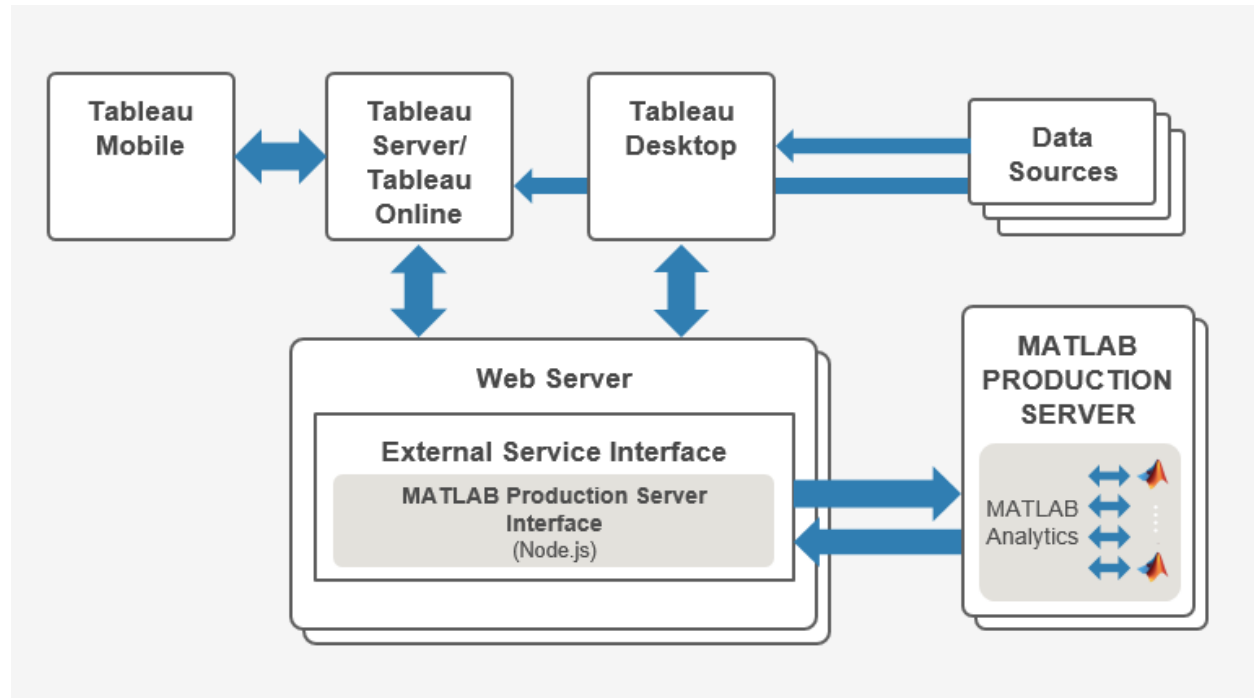 Tableau
Mobile
Tableau
Server/
Tableau
Online
Tableau
Desktop
Data
Sources
Web Server
External Service Interface
MATLAB Production Server
Interface
(Node.js)
MATLAB
PRODUCTION
SERVER
MATLAB
Analytics